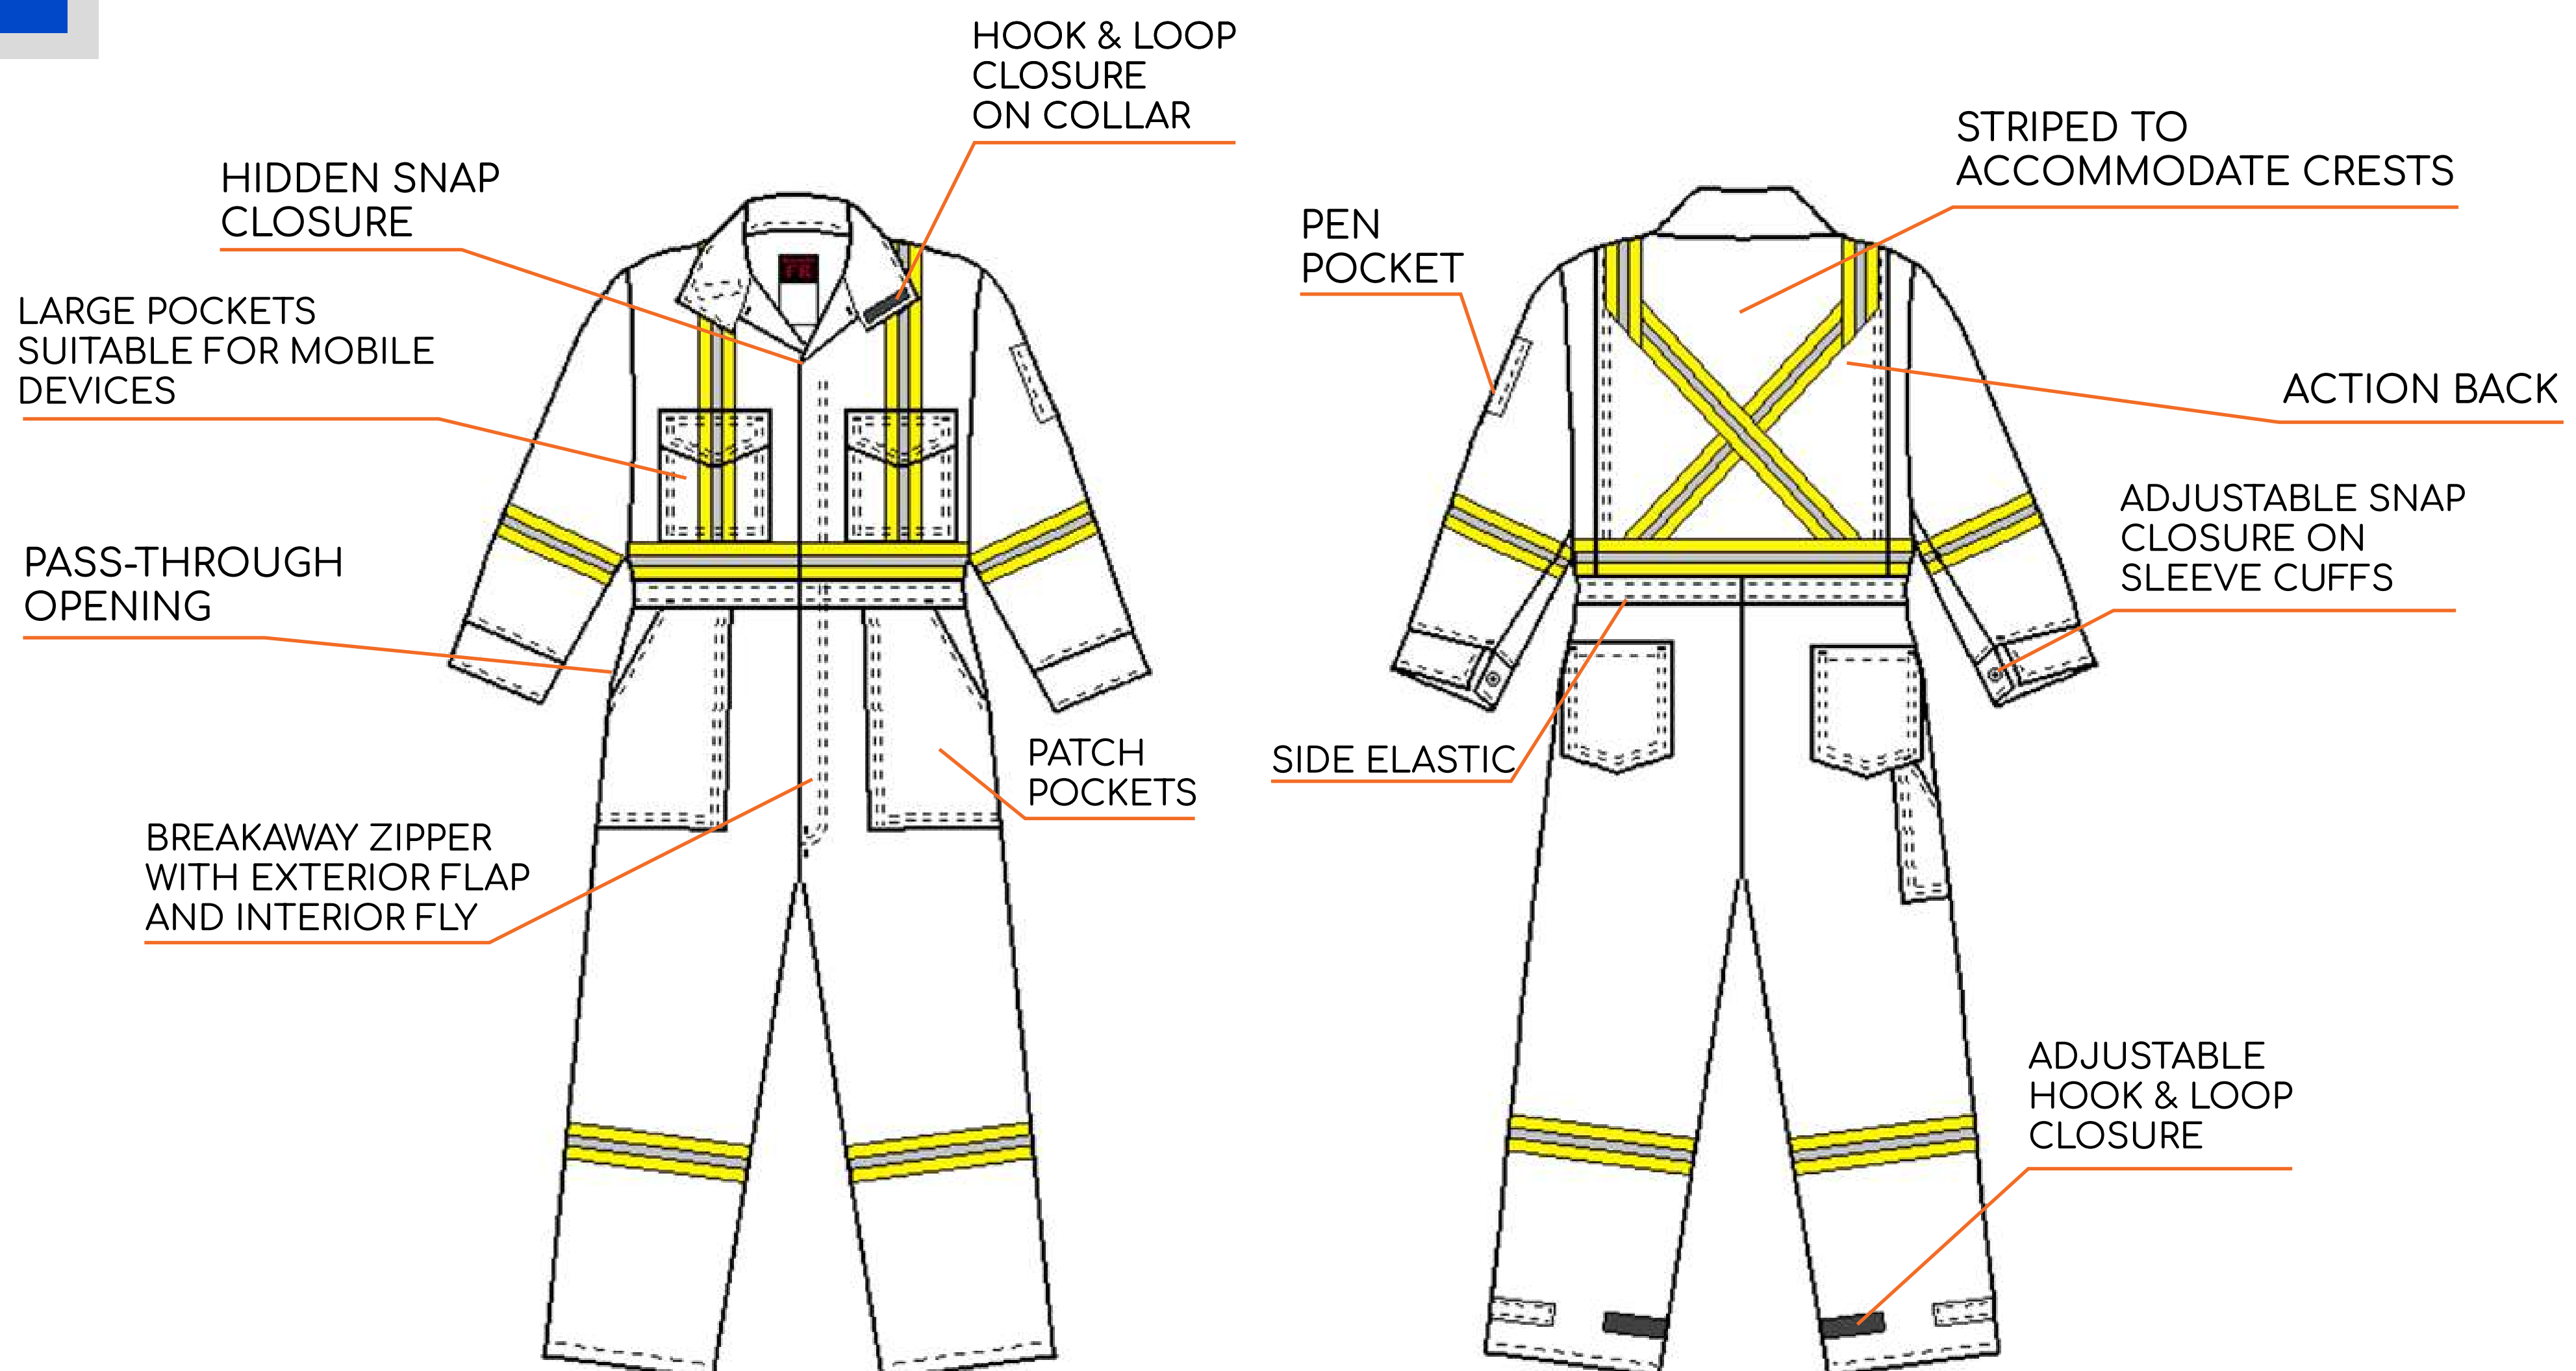 HOOK & LOOP
CLOSURE
ON COLLAR
HIDDEN SNAP
CLOSURE
LARGE POCKETS
SUITABLE FOR MOBILE
DEVICES
PASS-THROUGH
OPENING
BREAKAWAY ZIPPER
WITH EXTERIOR FLAP
AND INTERIOR FLY
PATCH
POCKETS
FR
STRIPED TO
ACCOMMODATE CRESTS
PEN
POCKET
ACTION BACK
ADJUSTABLE SNAP
CLOSURE ON
SLEEVE CUFFS
SIDE ELASTIC
ADJUSTABLE
HOOK & LOOP
CLOSURE